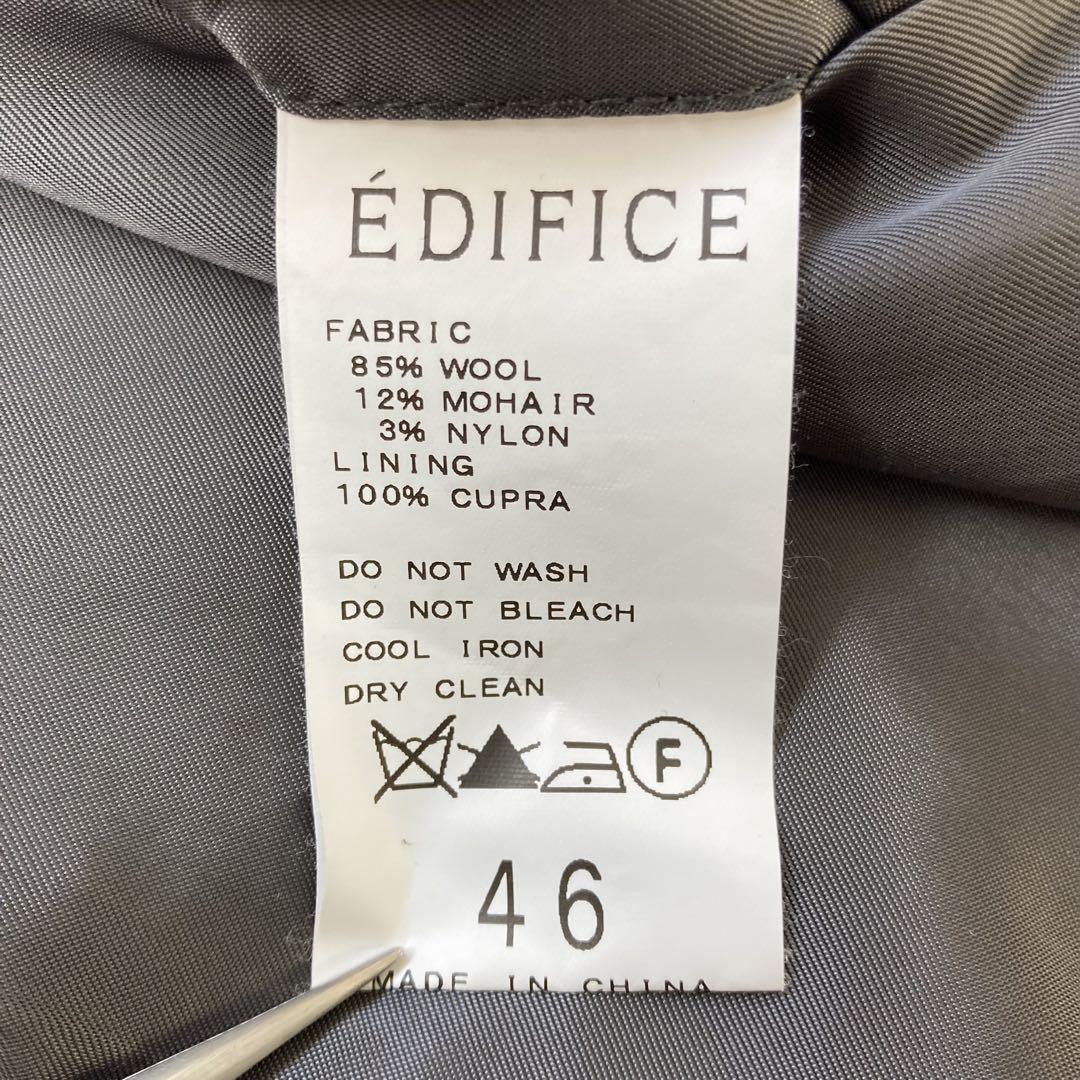 ÉDIFICE
FABRIC
85% WOOL
12% MOHAIR
3% NYLON
LINING
100% CUPRA
DO NOT WASH
DO NOT BLEACH
COOL IRON
DRY CLEAN
F
46
MADE IN CHINA